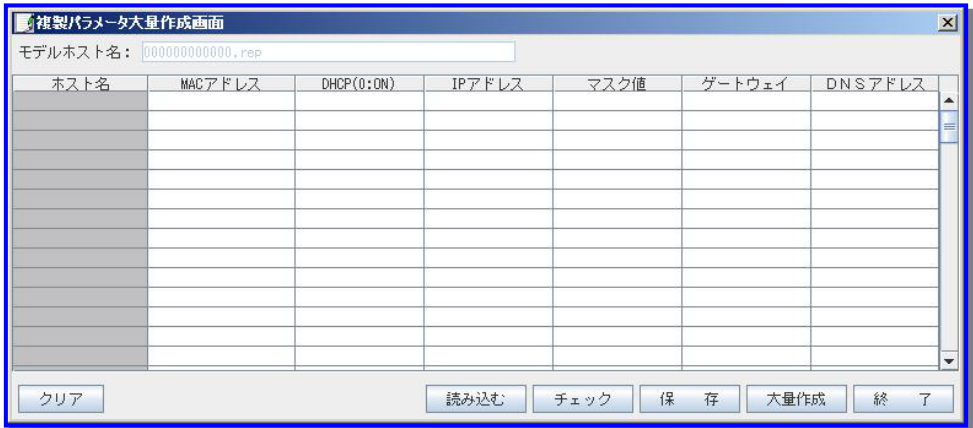 複製パラメータ大量作成画面
モデルホスト名： 000000000000.rep
ホスト名 MACアドレス DHCP(0:ON) IPアドレス マスク値 ゲートウェイ ＤＮＳアドレス
クリア 読み込む チェック 保　存 大量作成 終　了